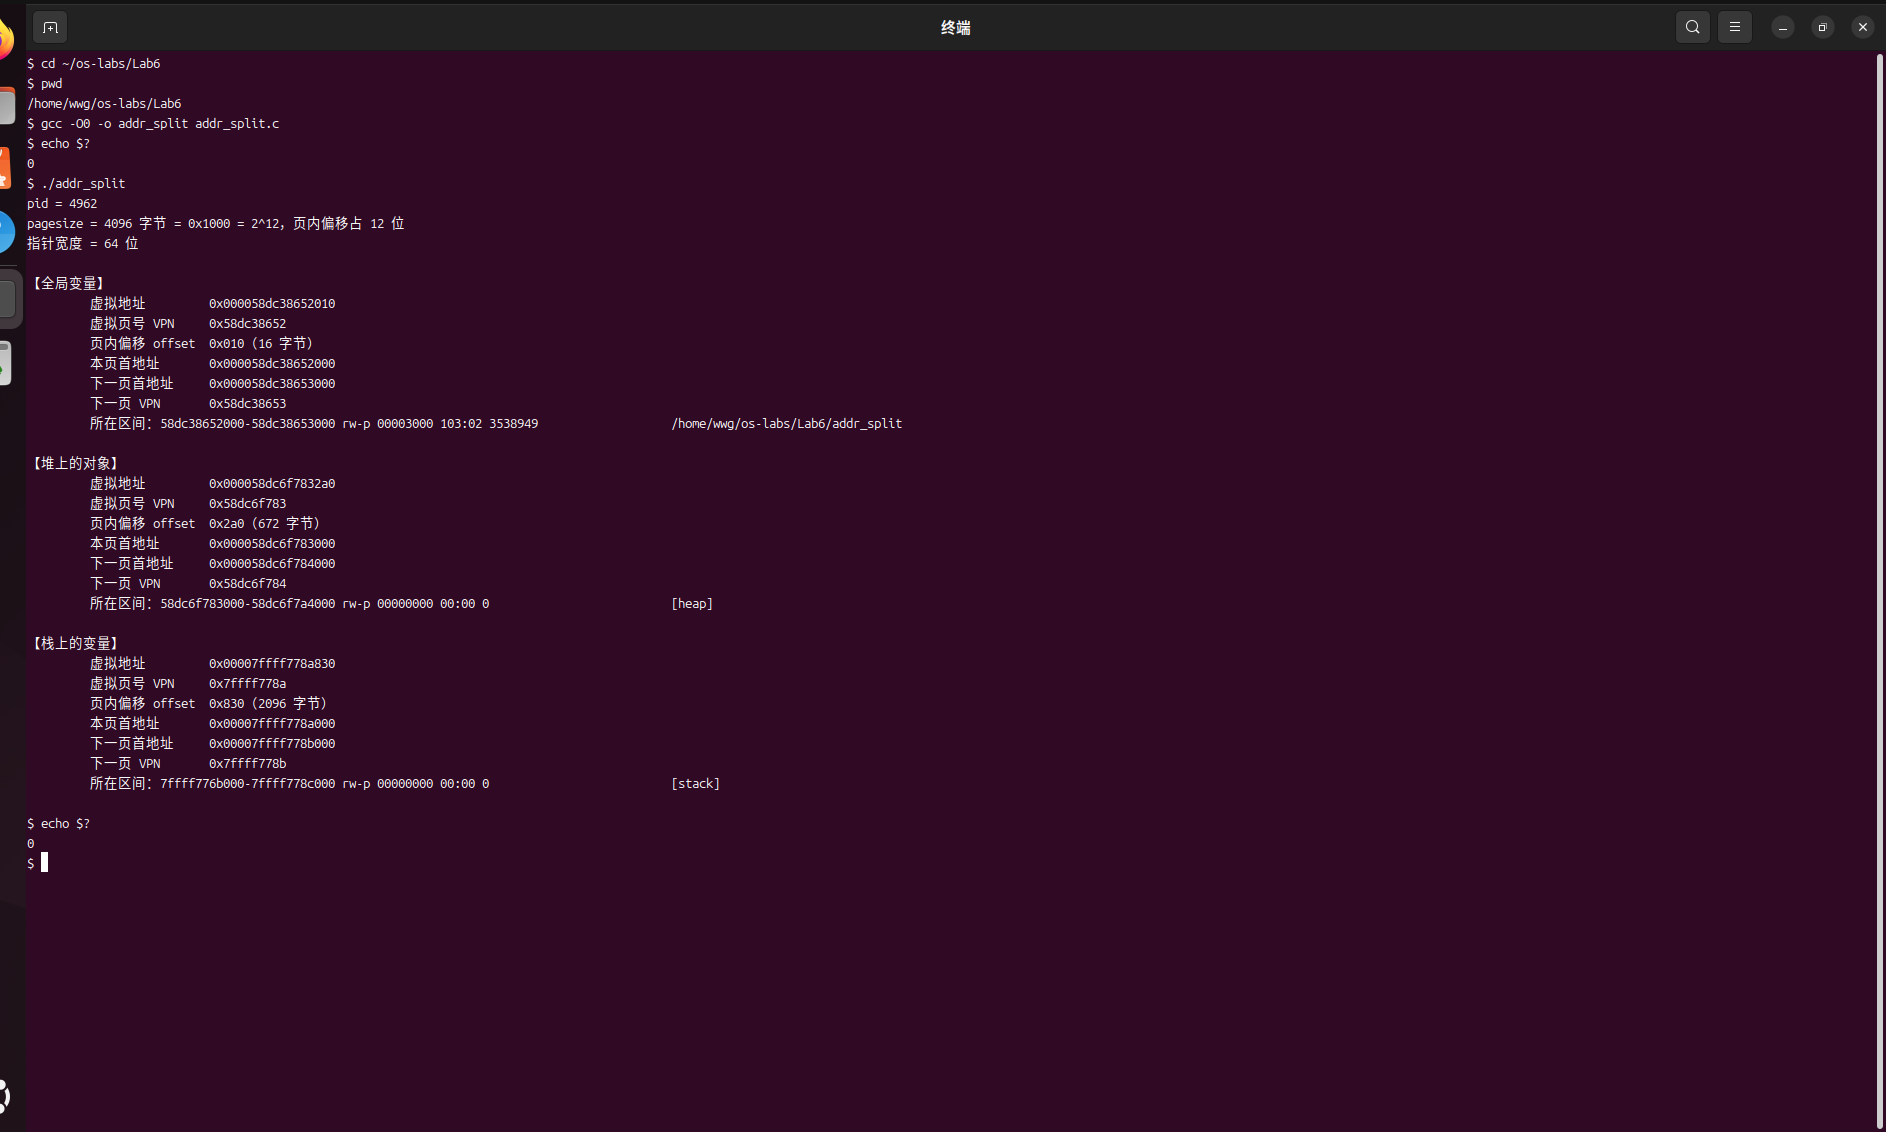 终端
$ cd ~/os-labs/Lab6
$ pwd
/home/wwg/os-labs/Lab6
$ gcc -O0 -o addr_split addr_split.c
$ echo $?
0
$ ./addr_split
pid = 4962
pagesize = 4096 字节 = 0x1000 = 2^12，页内偏移占 12 位
指针宽度 = 64 位
【全局变量】
虚拟地址 0x000058dc38652010
虚拟页号 VPN 0x58dc38652
页内偏移 offset 0x010（16 字节）
本页首地址 0x000058dc38652000
下一页首地址 0x000058dc38653000
下一页 VPN 0x58dc38653
所在区间：58dc38652000-58dc38653000 rw-p 00003000 103:02 3538949 /home/wwg/os-labs/Lab6/addr_split
【堆上的对象】
虚拟地址 0x000058dc6f7832a0
虚拟页号 VPN 0x58dc6f783
页内偏移 offset 0x2a0（672 字节）
本页首地址 0x000058dc6f783000
下一页首地址 0x000058dc6f784000
下一页 VPN 0x58dc6f784
所在区间：58dc6f783000-58dc6f7a4000 rw-p 00000000 00:00 0 [heap]
【栈上的变量】
虚拟地址 0x00007ffff778a830
虚拟页号 VPN 0x7ffff778a
页内偏移 offset 0x830（2096 字节）
本页首地址 0x00007ffff778a000
下一页首地址 0x00007ffff778b000
下一页 VPN 0x7ffff778b
所在区间：7ffff776b000-7ffff778c000 rw-p 00000000 00:00 0 [stack]
$ echo $?
0
$